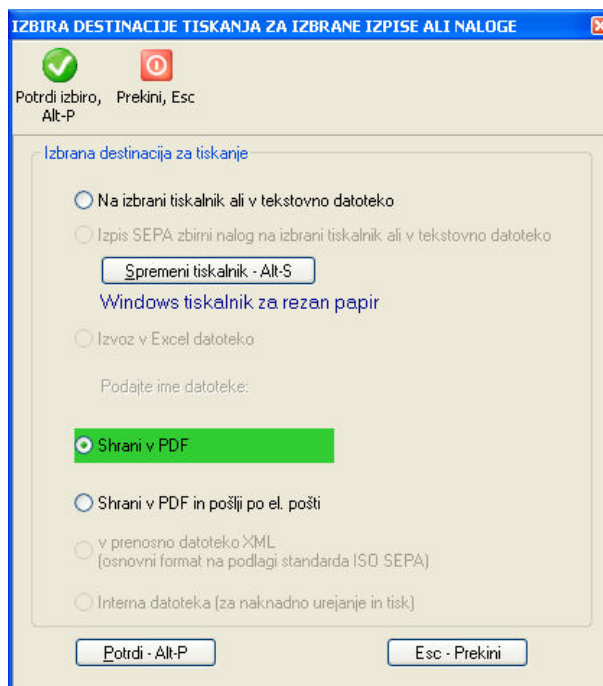 IZBIRA DESTINACIJE TISKANJA ZA IZBRANE IZPISE ALI NALOGE
Potrdi izbiro, Alt-P
Prekini, Esc
Izbrana destinacija za tiskanje
Na izbrani tiskalnik ali v tekstovno datoteko
Izpis SEPA zbirni nalog na izbrani tiskalnik ali v tekstovno datoteko
Spremeni tiskalnik - Alt-S
Windows tiskalnik za rezan papir
Izvoz v Excel datoteko
Podajte ime datoteke:
Shrani v PDF
Shrani v PDF in pošlji po el. pošti
v prenosno datoteko XML
(osnovni format na podlagi standarda ISO SEPA)
Interna datoteka (za naknadno urejanje in tisk)
Potrdi - Alt-P
Esc - Prekini